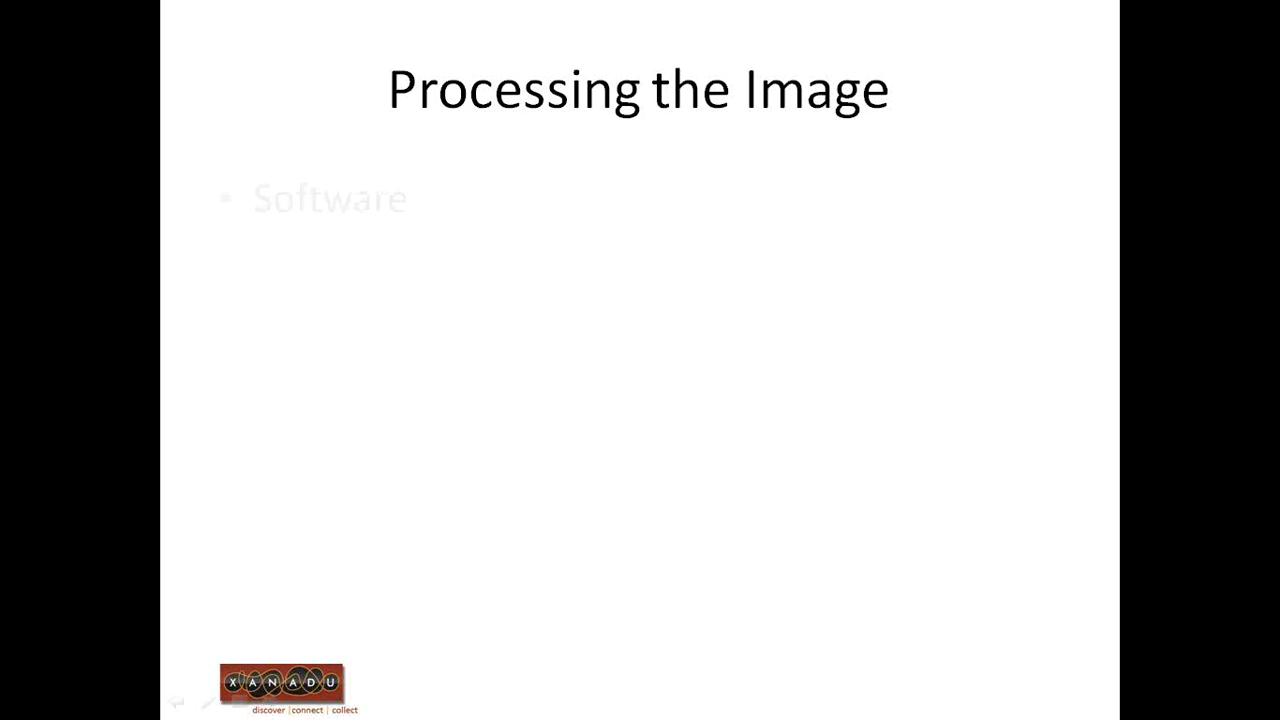 Processing the Image
• Software
XANADU
discover | connect | collect